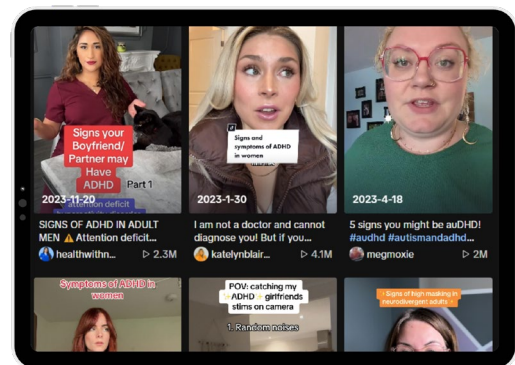 Signs your
Boyfriend/
Partner may
Have
ADHD
Part 1
2023-11-20
attention deficit
SIGNS OF ADHD IN ADULT
MEN ⚠ Attention deficit...
healthwithn...
2.3M
Signs and
symptoms of ADHD
in women
2023-1-30
I am not a doctor and cannot
diagnose you! But if you...
katelynblair...
4.1M
2023-4-18
5 signs you might be auDHD!
#audhd #autismandadhd...
megmoxie
2M
Symptoms of ADHD in
women
POV: catching my
✨ADHD✨ girlfriends
stims on camera
1. Random noises
Signs of high masking in
neurodivergent adults